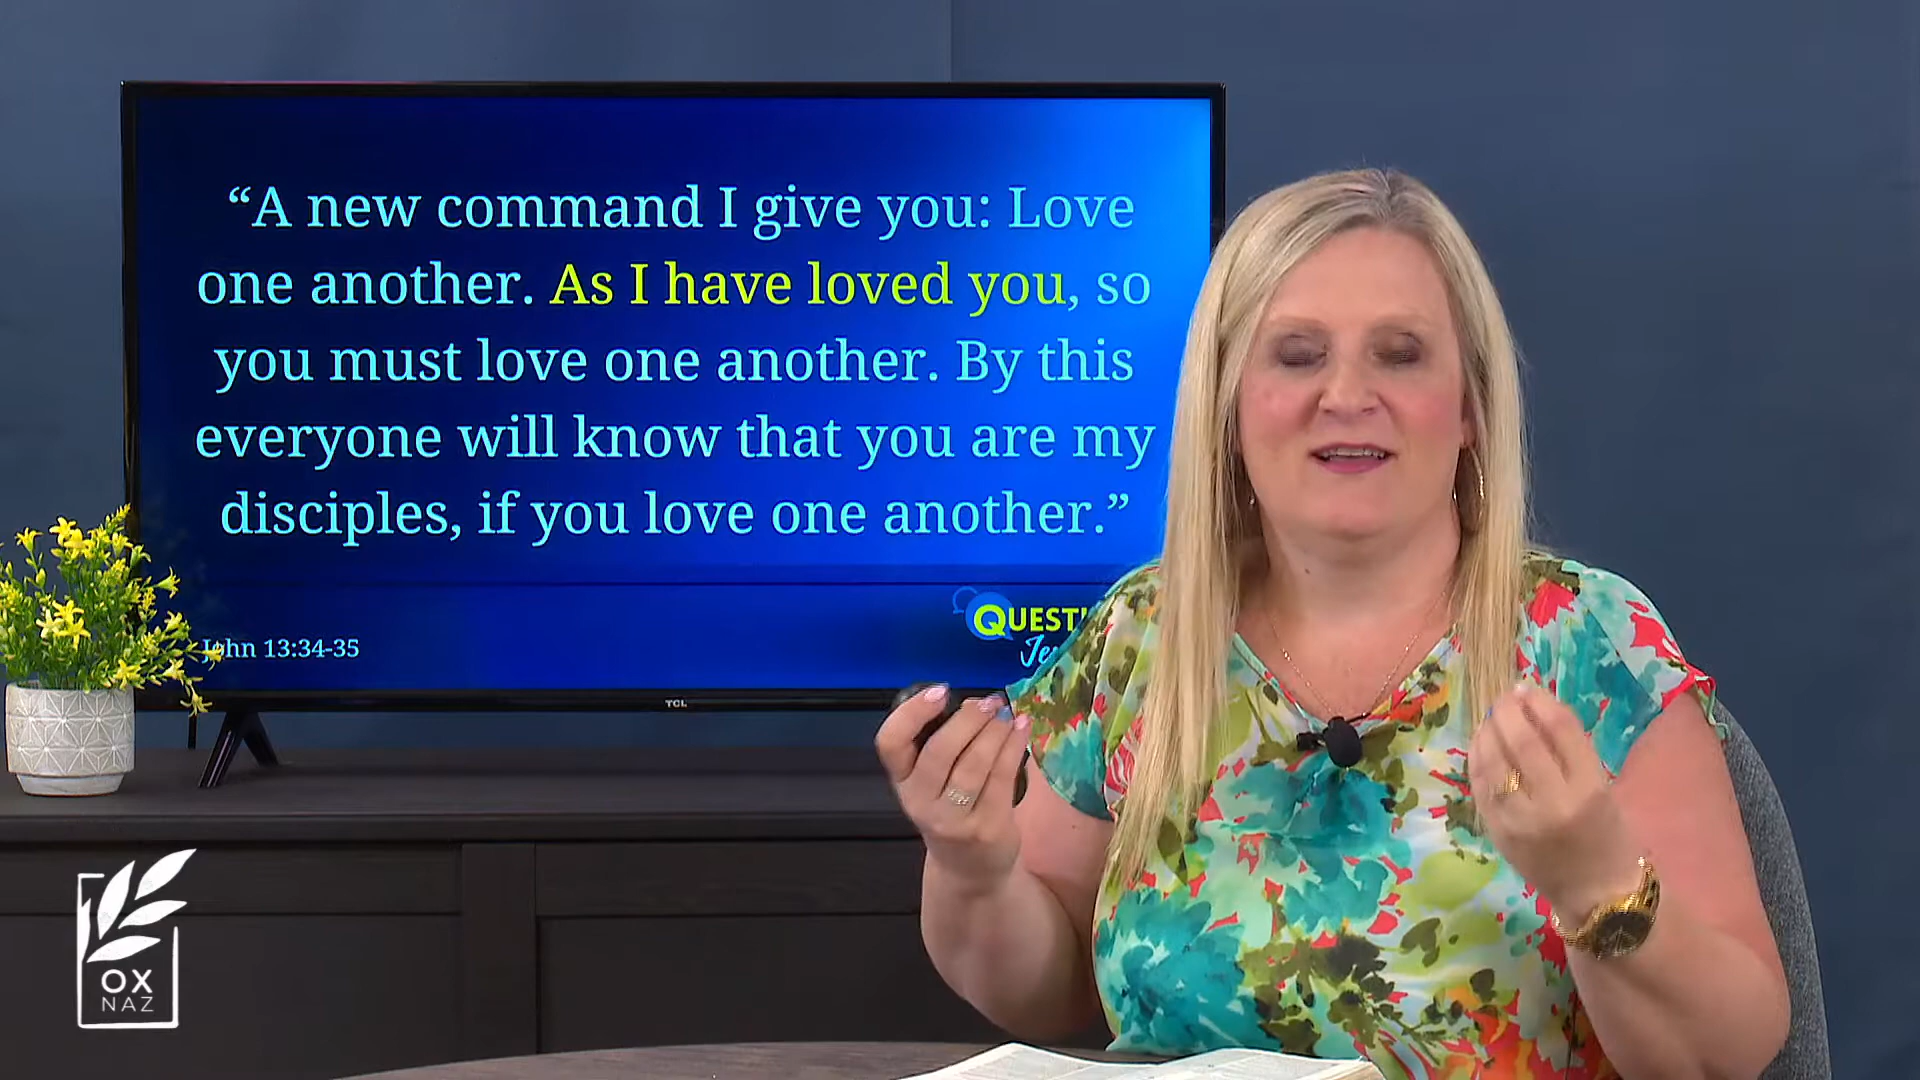 “A new command I give you: Love
one another. As I have loved you, so
you must love one another. By this
everyone will know that you are my
disciples, if you love one another.”
John 13:34-35
TCL
OX
NAZ